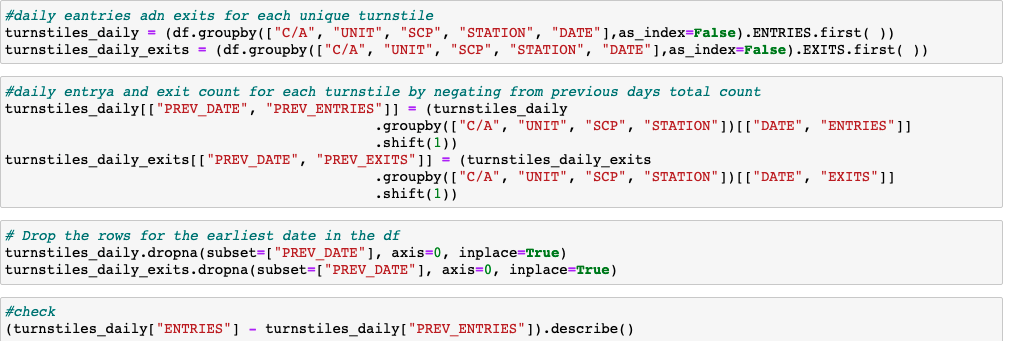 #daily eantries adn exits for each unique turnstile
turnstiles_daily = (df.groupby(["C/A", "UNIT", "SCP", "STATION", "DATE"],as_index=False).ENTRIES.first( ))
turnstiles_daily_exits = (df.groupby(["C/A", "UNIT", "SCP", "STATION", "DATE"],as_index=False).EXITS.first( ))
#daily entrya and exit count for each turnstile by negating from previous days total count
turnstiles_daily[["PREV_DATE", "PREV_ENTRIES"]] = (turnstiles_daily
.groupby(["C/A", "UNIT", "SCP", "STATION"])[["DATE", "ENTRIES"]]
.shift(1))
turnstiles_daily_exits[["PREV_DATE", "PREV_EXITS"]] = (turnstiles_daily_exits
.groupby(["C/A", "UNIT", "SCP", "STATION"])[["DATE", "EXITS"]]
.shift(1))
# Drop the rows for the earliest date in the df
turnstiles_daily.dropna(subset=["PREV_DATE"], axis=0, inplace=True)
turnstiles_daily_exits.dropna(subset=["PREV_DATE"], axis=0, inplace=True)
#check
(turnstiles_daily["ENTRIES"] - turnstiles_daily["PREV_ENTRIES"]).describe()